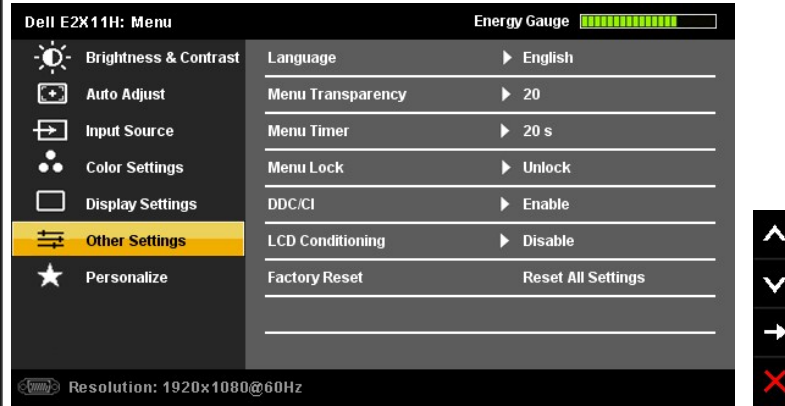 Dell E2X11H: Menu Energy Gauge
Brightness & Contrast Language English
Auto Adjust Menu Transparency 20
Input Source Menu Timer 20 s
Color Settings Menu Lock Unlock
Display Settings DDC/CI Enable
Other Settings LCD Conditioning Disable
Personalize Factory Reset Reset All Settings
Resolution: 1920x1080@60Hz